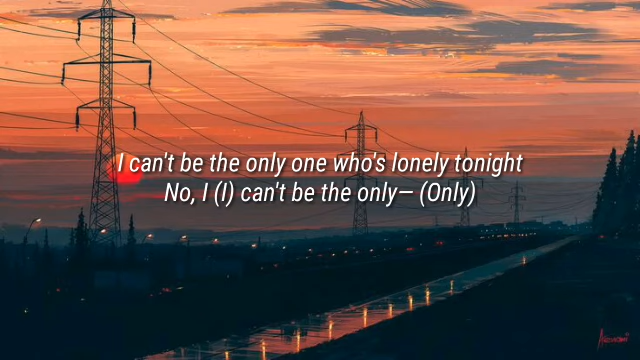 I can't be the only one who's lonely tonight
No, I (I) can't be the only— (Only)